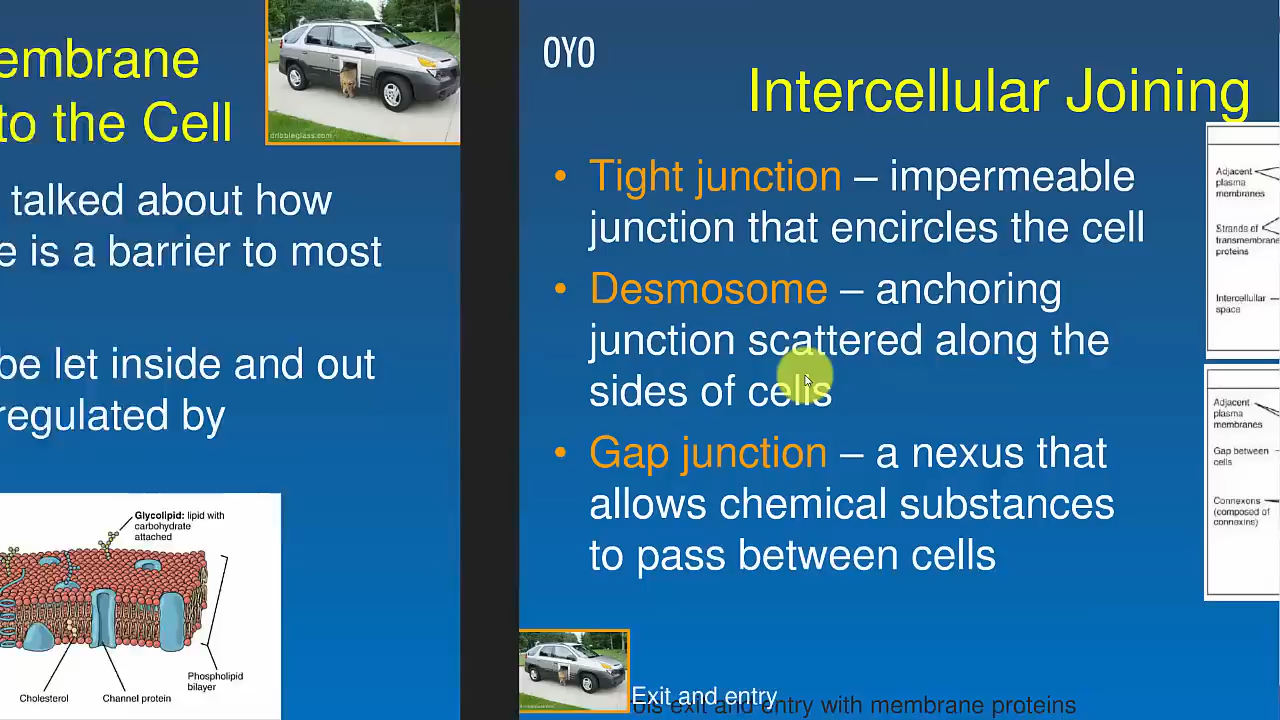 embrane
to the Cell
dribbleglass.com
talked about how
e is a barrier to most
be let inside and out
regulated by
Glycolipid: lipid with
carbohydrate
attached
Phospholipid
bilayer
Cholesterol
Channel protein
OYO
Intercellular Joining
• Tight junction – impermeable
junction that encircles the cell
• Desmosome – anchoring
junction scattered along the
sides of cells
• Gap junction – a nexus that
allows chemical substances
to pass between cells
Adjacent
plasma
membranes
Strands of
transmembrane
proteins
Intercellular
space
Adjacent
plasma
membranes
Gap between
cells
Connexons
(composed of
connexins)
Exit and entry
ols exit and entry with membrane proteins